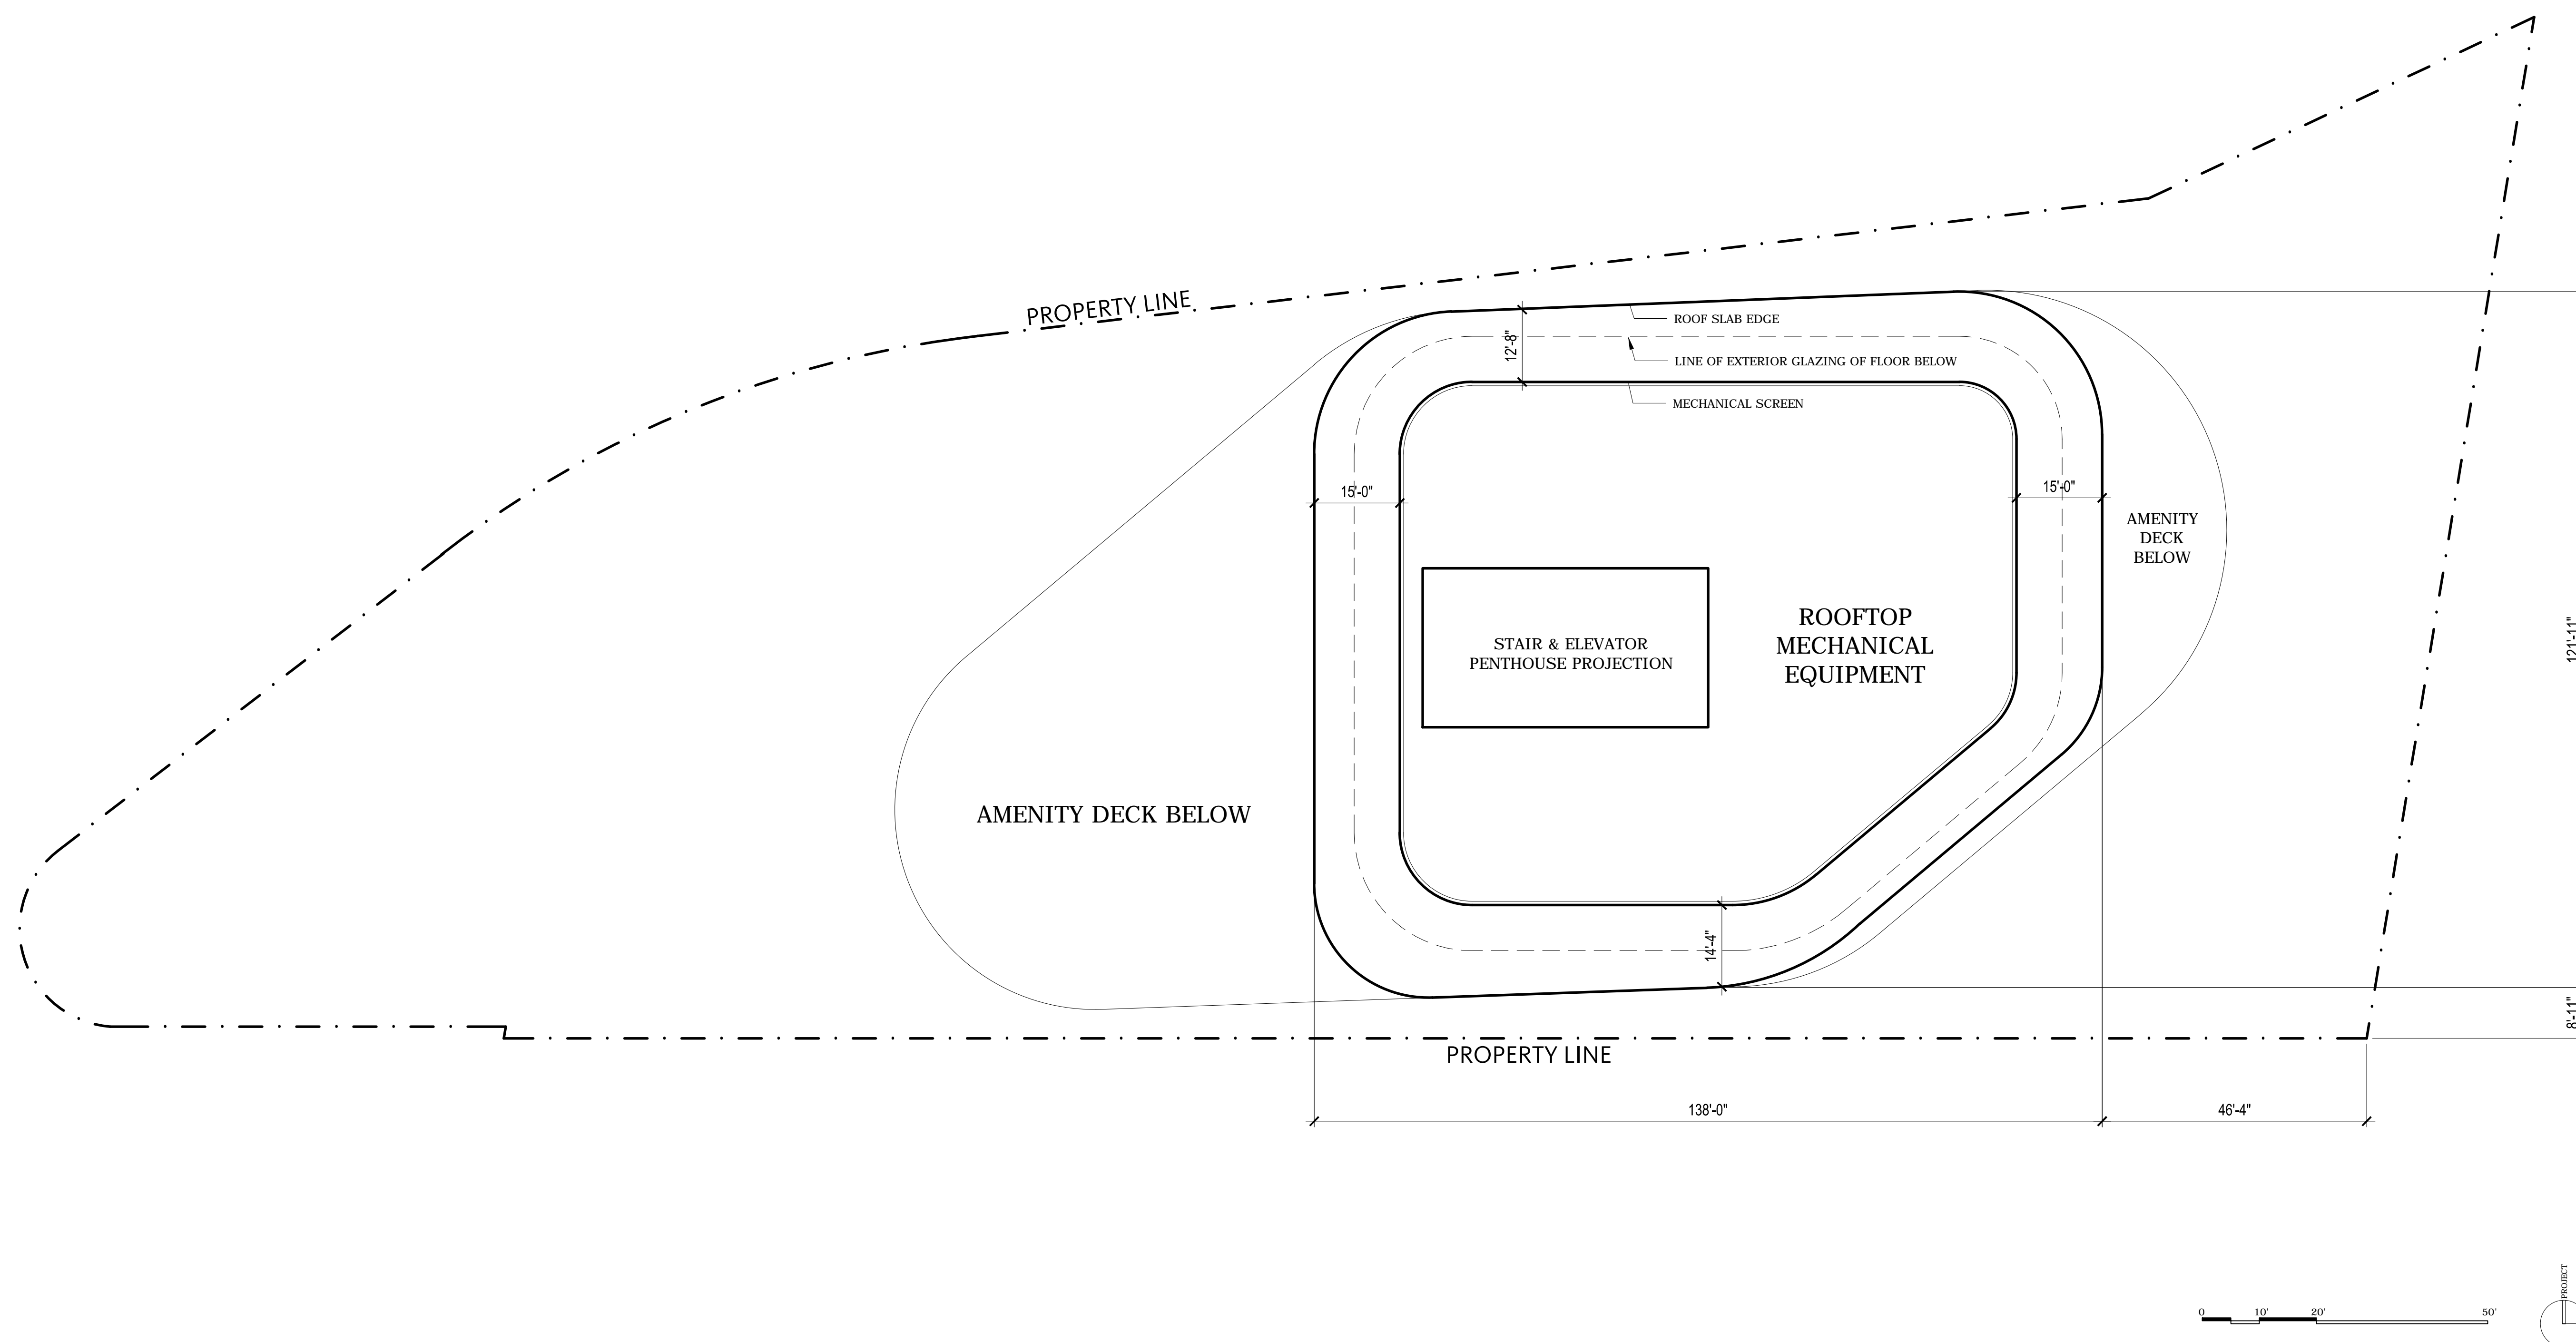 PROPERTY LINE
ROOF SLAB EDGE
12'-8"
LINE OF EXTERIOR GLAZING OF FLOOR BELOW
MECHANICAL SCREEN
15'-0"
15'-0"
AMENITY
DECK
BELOW
ROOFTOP
MECHANICAL
EQUIPMENT
STAIR & ELEVATOR
PENTHOUSE PROJECTION
121'-11"
AMENITY DECK BELOW
14'-4"
8'-11"
PROPERTY LINE
138'-0"
46'-4"
PROJECT
0 10' 20' 50'